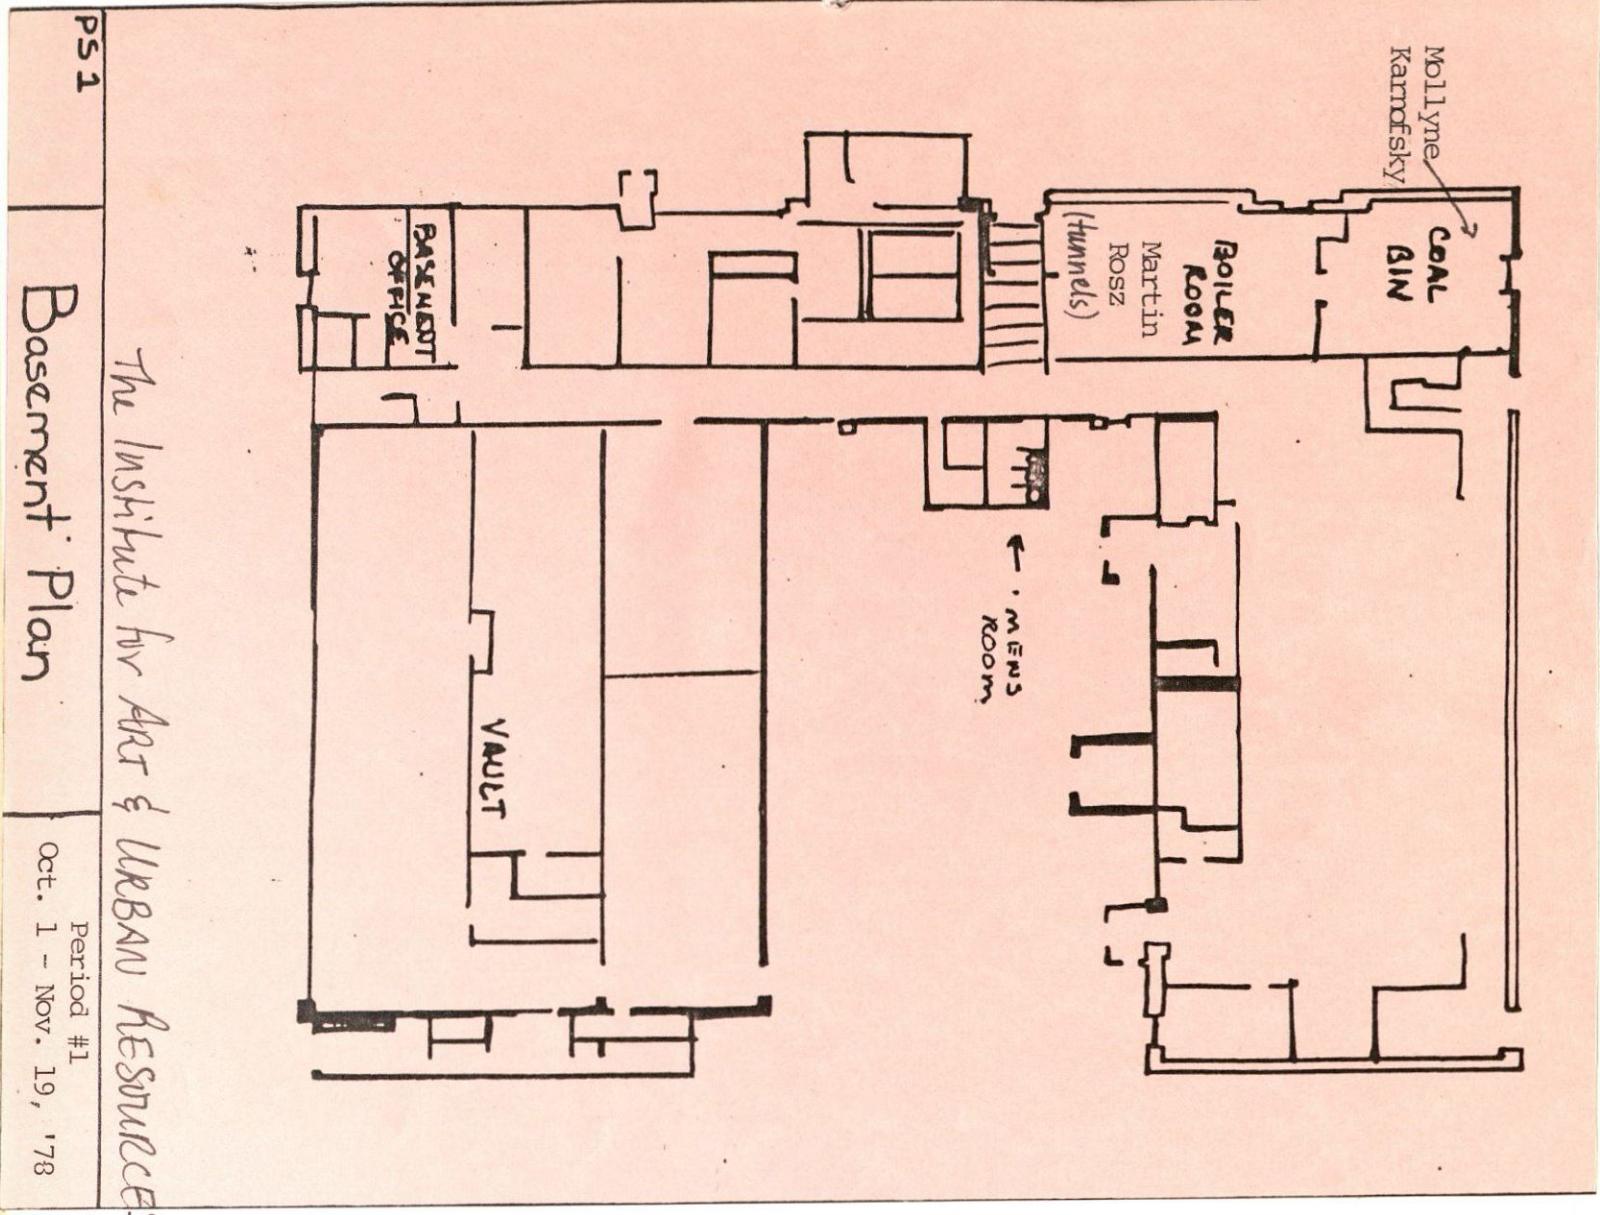 Mollyne
Karnofsky
COAL
BIN
BOILER
ROOM
Martin
Rosz
(tunnels)
MENS
ROOM
VAULT
BASEMENT
OFFICE
The Institute for ART & URBAN RESOURCES
PS 1
Basement Plan
Period #1
Oct. 1 - Nov. 19, '78